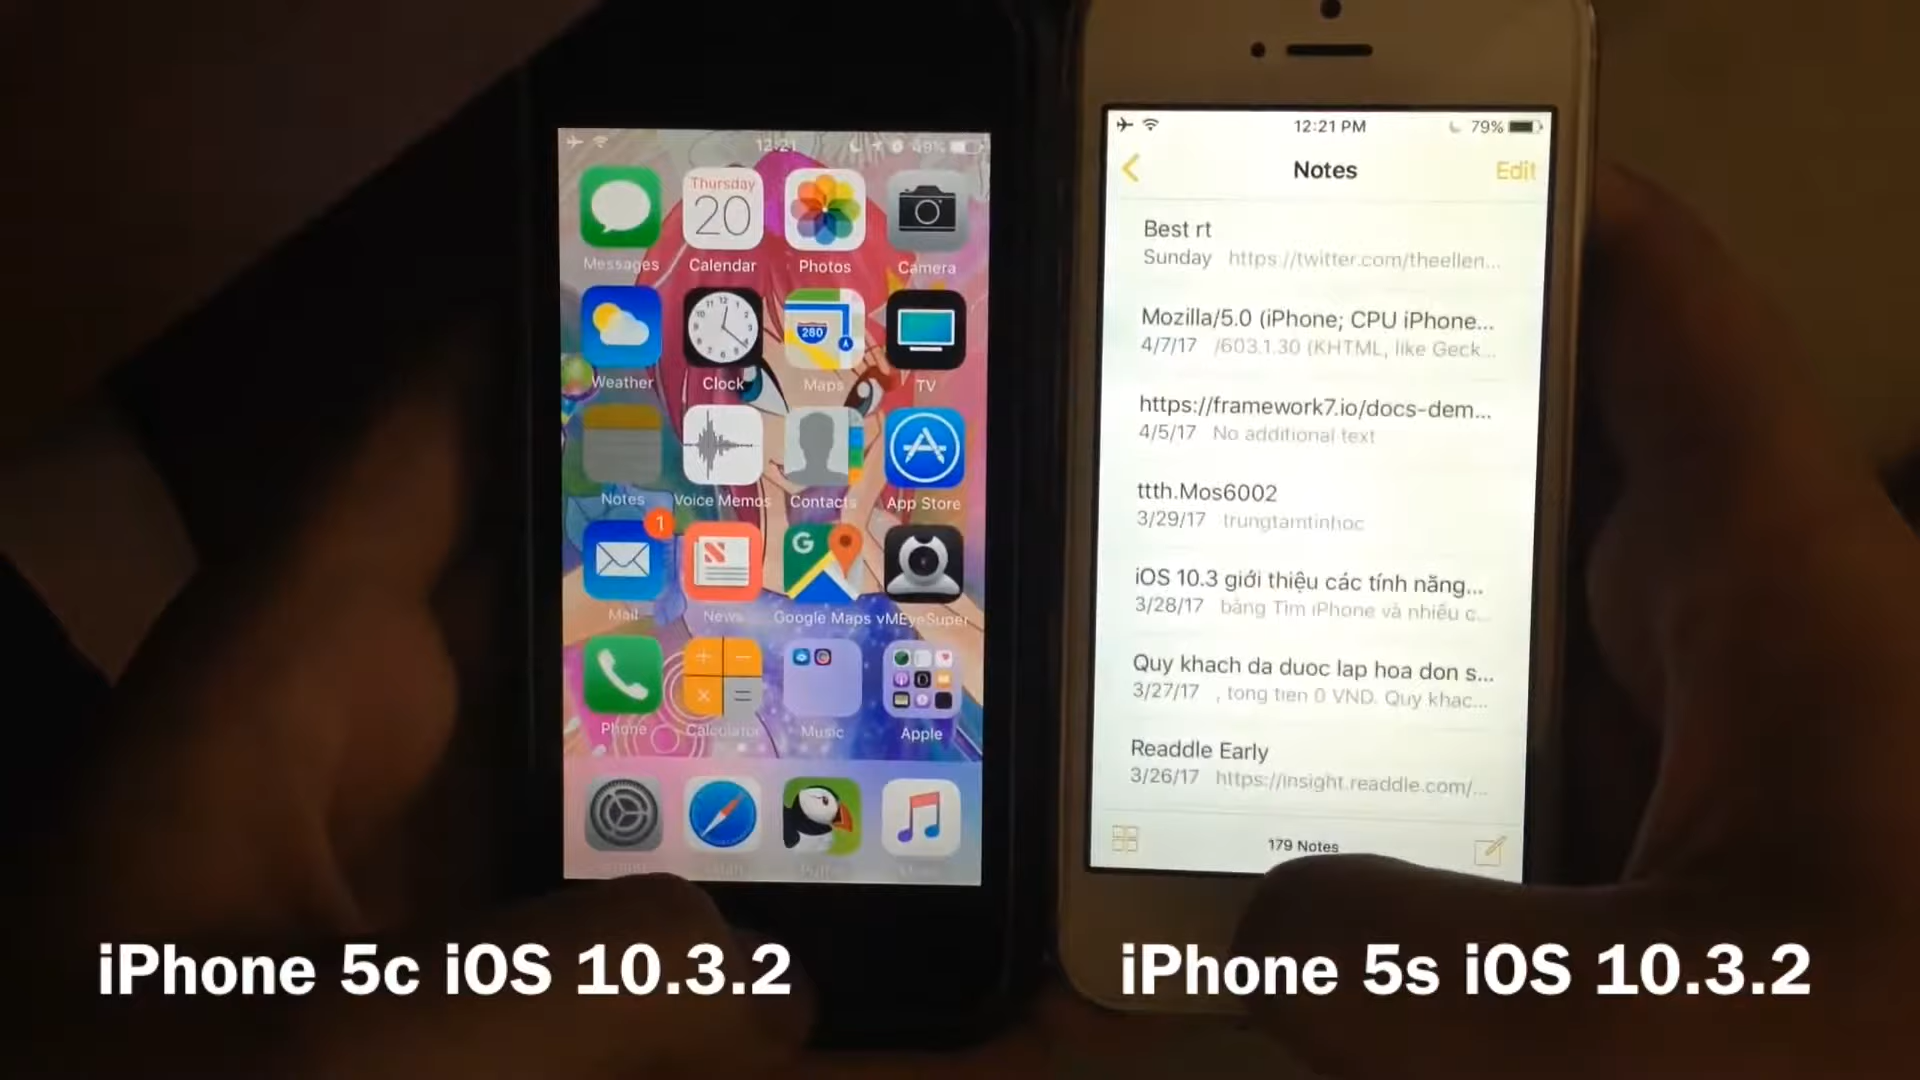 12:21
49%
Thursday
20
Messages
Calendar
Photos
Camera
280
Weather
Clock
Maps
TV
Notes
Voice Memos
Contacts
App Store
1
G
Mail
News
Google Maps
vMEyeSuper
Phone
Calculator
Music
Apple
12:21 PM
79%
Notes
Edit
Best rt
Sunday https://twitter.com/theellen...
Mozilla/5.0 (iPhone; CPU iPhone...
4/7/17 /603.1.30 (KHTML, like Geck...
https://framework7.io/docs-dem...
4/5/17 No additional text
ttth.Mos6002
3/29/17 trungtamtinhoc
iOS 10.3 giới thiệu các tính năng...
3/28/17 bằng Tìm iPhone và nhiều c...
Quy khach da duoc lap hoa don s...
3/27/17 , tong tien 0 VND. Quy khac...
Readdle Early
3/26/17 https://insight.readdle.com/...
179 Notes
iPhone 5c iOS 10.3.2
iPhone 5s iOS 10.3.2